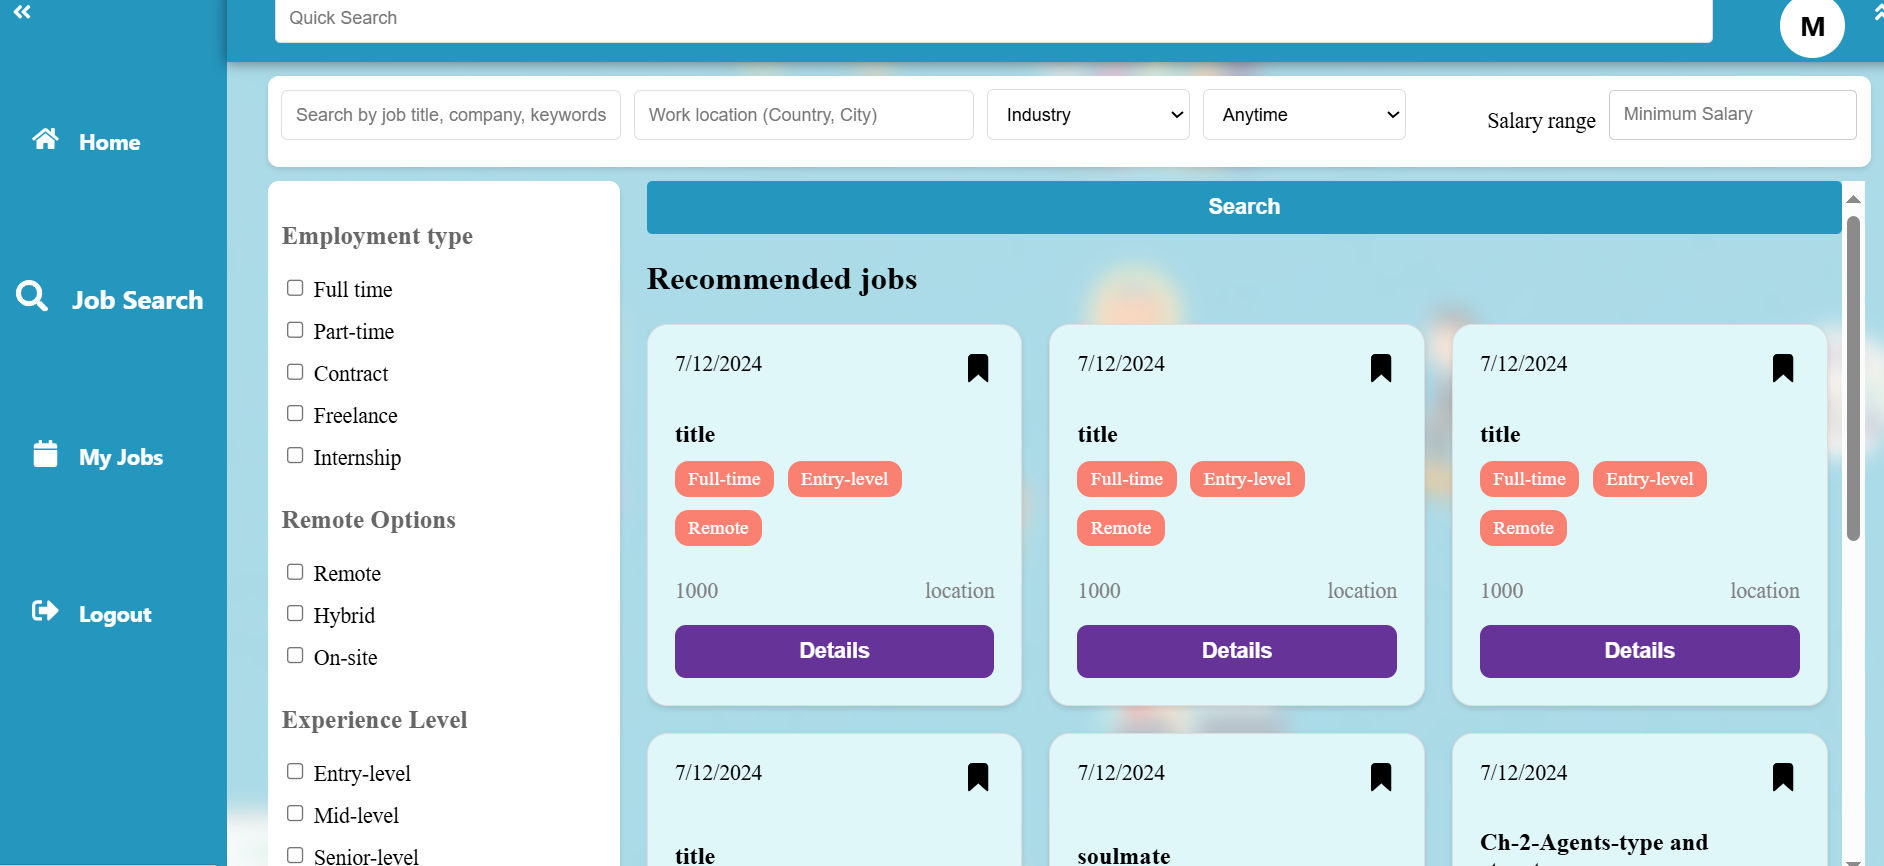 Quick Search
M
Home
Job Search
My Jobs
Logout
Search by job title, company, keywords
Work location (Country, City)
Industry
Anytime
Salary range
Minimum Salary
Employment type
Full time
Part-time
Contract
Freelance
Internship
Remote Options
Remote
Hybrid
On-site
Experience Level
Entry-level
Mid-level
Senior-level
Search
Recommended jobs
7/12/2024
title
Full-time Entry-level
Remote
1000 location
Details
7/12/2024
title
Full-time Entry-level
Remote
1000 location
Details
7/12/2024
title
Full-time Entry-level
Remote
1000 location
Details
7/12/2024
title
7/12/2024
soulmate
7/12/2024
Ch-2-Agents-type and